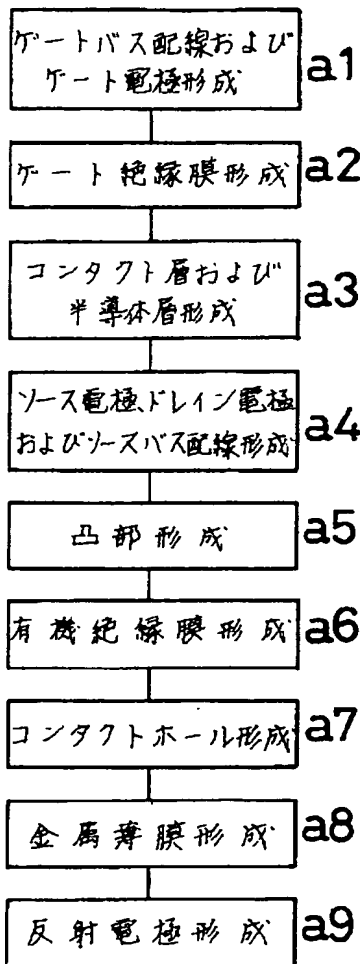 ゲートバス配線および
ゲート電極形成
a1
ゲート絶縁膜形成
a2
コンタクト層および
半導体層形成
a3
ソース電極、ドレイン電極
およびソースバス配線形成
a4
凸部形成
a5
有機絶縁膜形成
a6
コンタクトホール形成
a7
金属薄膜形成
a8
反射電極形成
a9